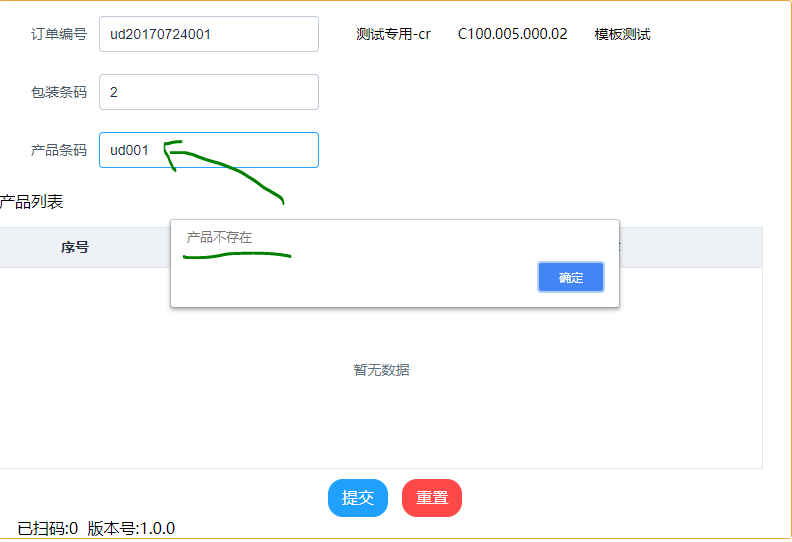 订单编号 ud20170724001 测试专用-cr C100.005.000.02 模板测试
包装条码 2
产品条码 ud001
产品列表
产品不存在
序号
确定
暂无数据
提交 重置
已扫码:0 版本号:1.0.0